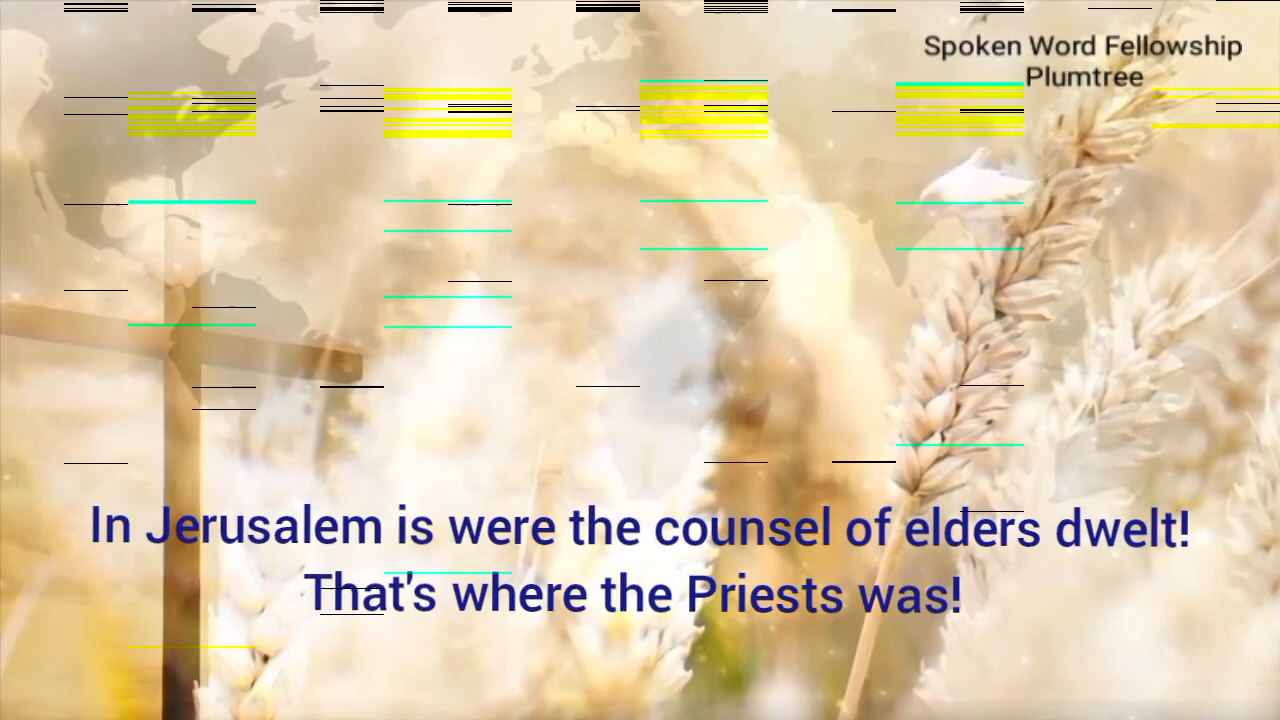 Spoken Word Fellowship
Plumtree
In Jerusalem is were the counsel of elders dwelt!
That's where the Priests was!